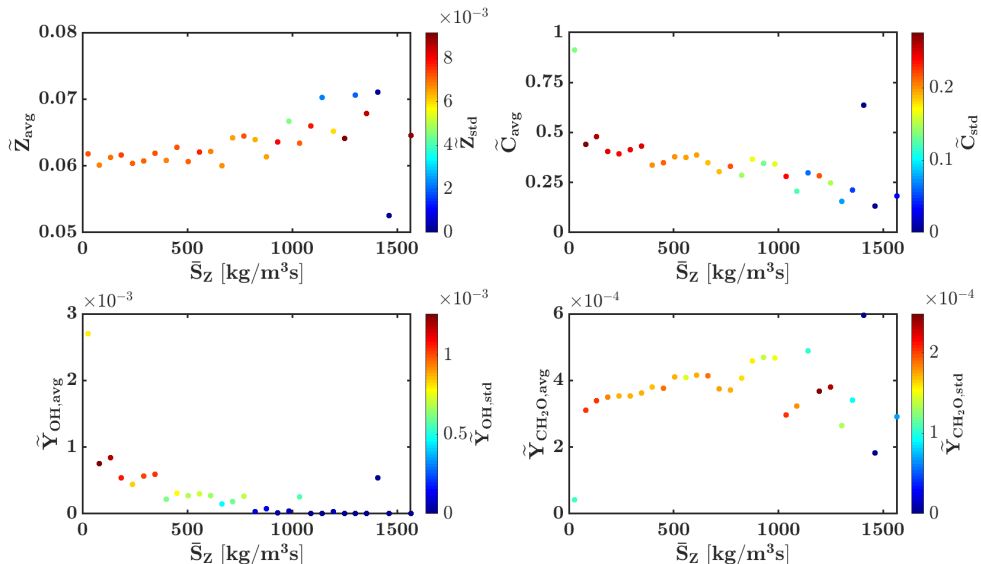 ×10⁻³
0.08
0.07
0.06
0.05
Z̃avg
0 500 1000 1500
S̄Z [kg/m³s]
8
6
4
2
0
Z̃std
1
0.75
0.5
0.25
0
C̃avg
0 500 1000 1500
S̄Z [kg/m³s]
0.2
0.1
0
C̃std
×10⁻³
3
2
1
0
ỸOH,avg
0 500 1000 1500
S̄Z [kg/m³s]
×10⁻³
1
0.5
0
ỸOH,std
×10⁻⁴
6
4
2
0
ỸCH₂O,avg
0 500 1000 1500
S̄Z [kg/m³s]
×10⁻⁴
2
1
0
ỸCH₂O,std